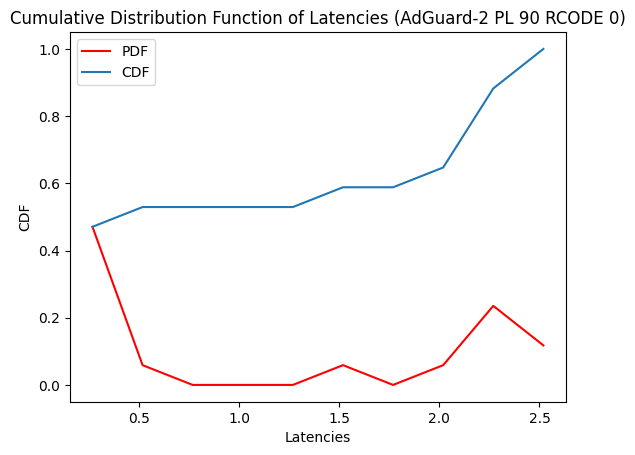 Cumulative Distribution Function of Latencies (AdGuard-2 PL 90 RCODE 0)
PDF
CDF
1.0
0.8
0.6
0.4
0.2
0.0
CDF
0.5
1.0
1.5
2.0
2.5
Latencies